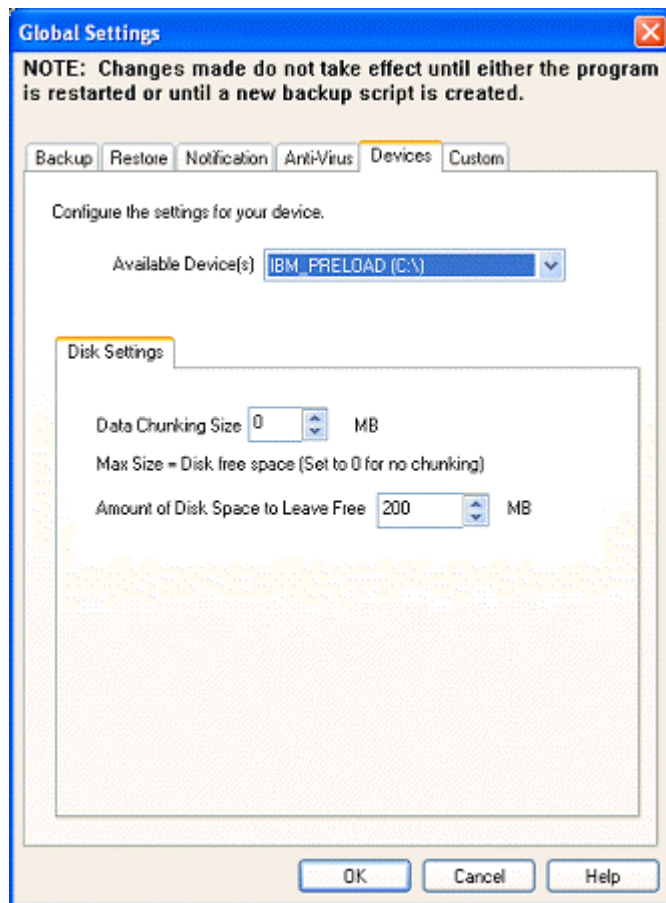 Global Settings
NOTE: Changes made do not take effect until either the program
is restarted or until a new backup script is created.
Backup Restore Notification Anti-Virus Devices Custom
Configure the settings for your device.
Available Device(s) IBM_PRELOAD (C:\)
Disk Settings
Data Chunking Size 0 MB
Max Size = Disk free space (Set to 0 for no chunking)
Amount of Disk Space to Leave Free 200 MB
OK Cancel Help